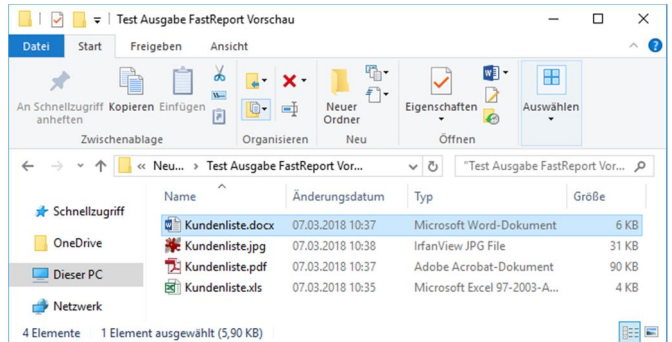 Test Ausgabe FastReport Vorschau
Datei Start Freigeben Ansicht
An Schnellzugriff anheften
Kopieren
Einfügen
Neuer Ordner
Eigenschaften
Auswählen
Zwischenablage Organisieren Neu Öffnen
« Neu... › Test Ausgabe FastReport Vor... "Test Ausgabe FastReport Vor...
Name Änderungsdatum Typ Größe
Schnellzugriff
OneDrive
Dieser PC
Netzwerk
Kundenliste.docx 07.03.2018 10:37 Microsoft Word-Dokument 6 KB
Kundenliste.jpg 07.03.2018 10:38 IrfanView JPG File 31 KB
Kundenliste.pdf 07.03.2018 10:37 Adobe Acrobat-Dokument 90 KB
Kundenliste.xls 07.03.2018 10:35 Microsoft Excel 97-2003-A... 4 KB
4 Elemente 1 Element ausgewählt (5,90 KB)